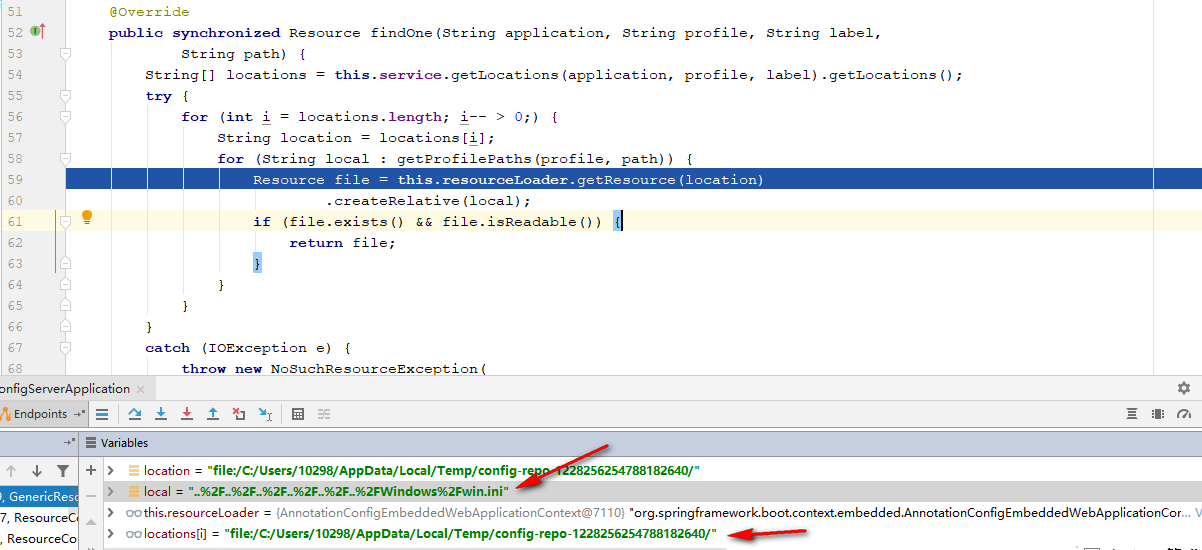 51 @Override
52 public synchronized Resource findOne(String application, String profile, String label,
53 String path) {
54 String[] locations = this.service.getLocations(application, profile, label).getLocations();
55 try {
56 for (int i = locations.length; i-- > 0;) {
57 String location = locations[i];
58 for (String local : getProfilePaths(profile, path)) {
59 Resource file = this.resourceLoader.getResource(location)
60 .createRelative(local);
61 if (file.exists() && file.isReadable()) {
62 return file;
63 }
64 }
65 }
66 }
67 catch (IOException e) {
68 throw new NoSuchResourceException(
onfigServerApplication ×
Endpoints
Variables
location = "file:/C:/Users/10298/AppData/Local/Temp/config-repo-1228256254788182640/"
9, GenericReso local = "..%2F..%2F..%2F..%2F..%2F..%2FWindows%2Fwin.ini"
7, ResourceCo this.resourceLoader = {AnnotationConfigEmbeddedWebApplicationContext@7110} "org.springframework.boot.context.embedded.AnnotationConfigEmbeddedWebApplicationCor...
, ResourceCo locations[i] = "file:/C:/Users/10298/AppData/Local/Temp/config-repo-1228256254788182640/"